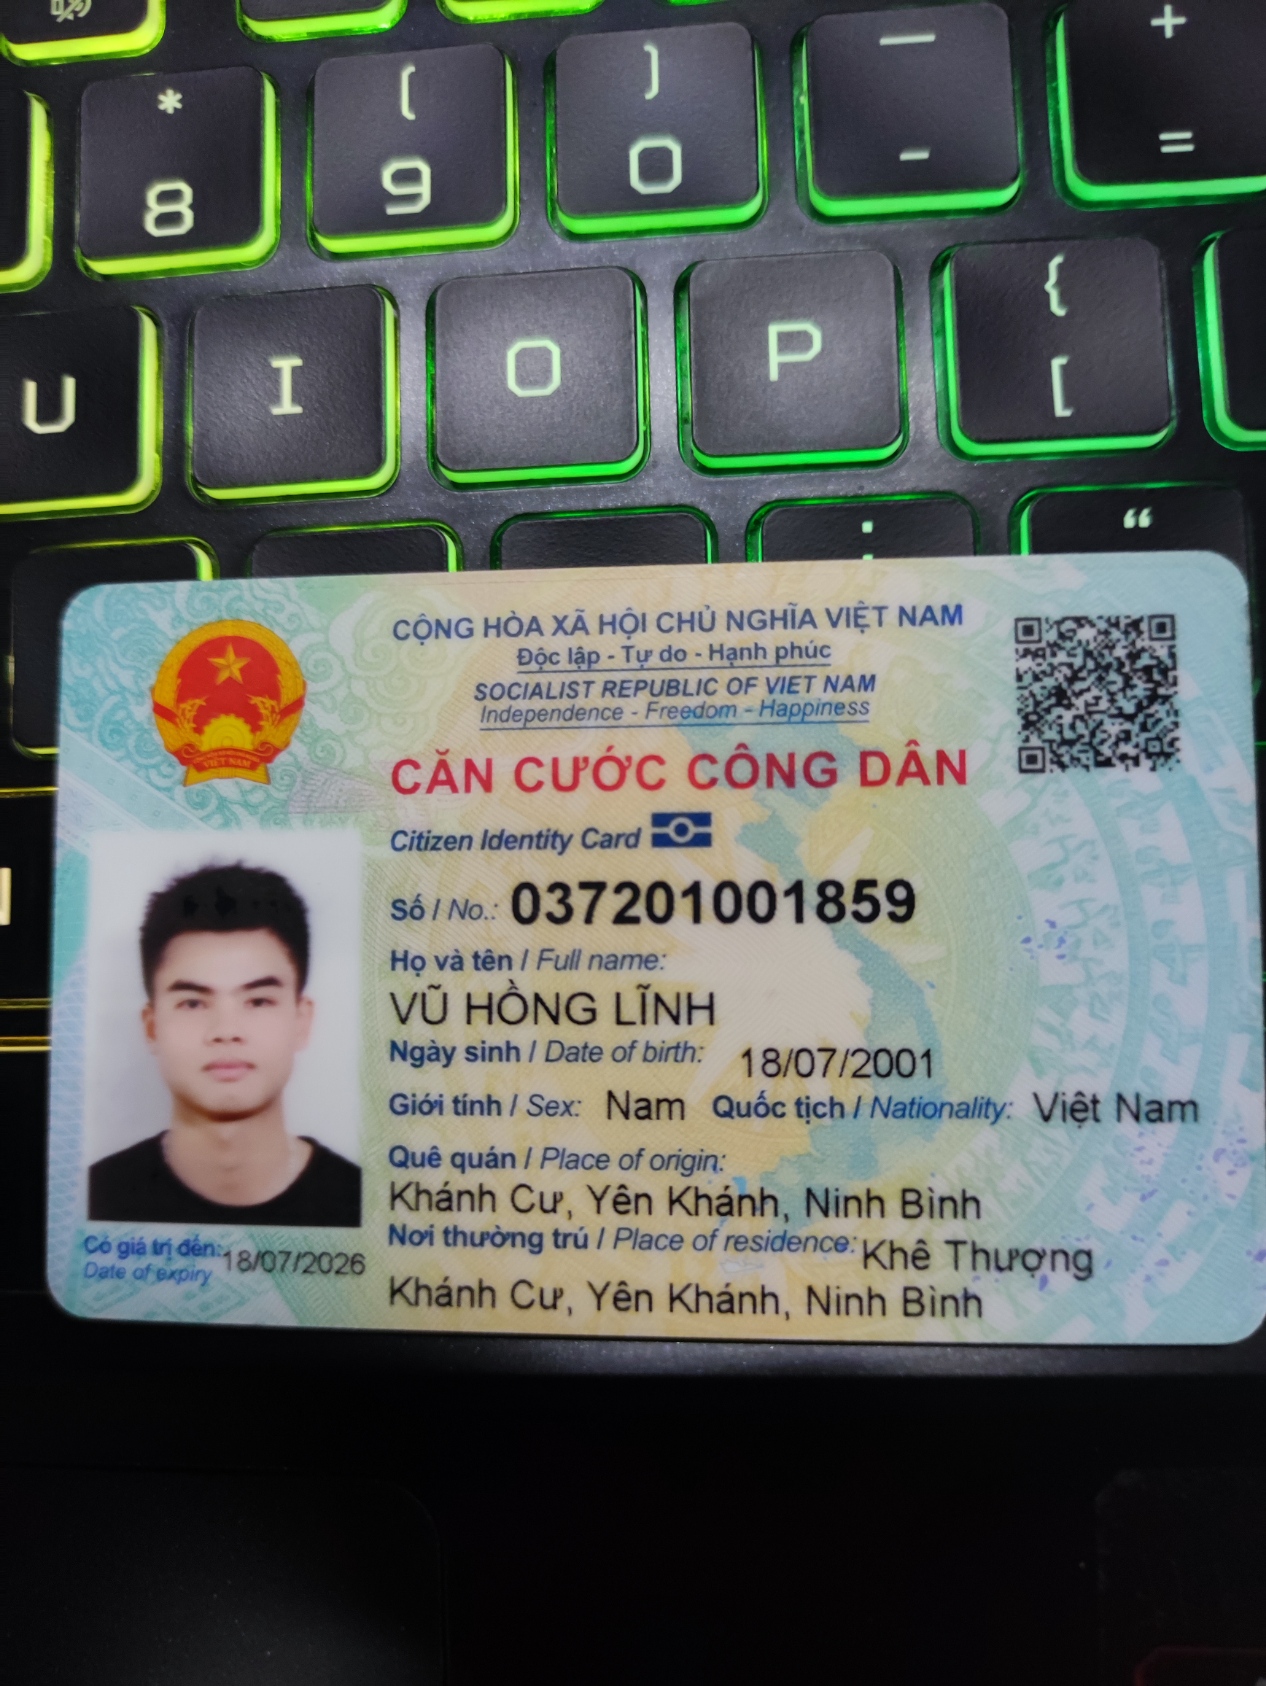 * ( ) — +
8 9 0 - =
U I O P { [
: “
CỘNG HÒA XÃ HỘI CHỦ NGHĨA VIỆT NAM
Độc lập - Tự do - Hạnh phúc
SOCIALIST REPUBLIC OF VIET NAM
Independence - Freedom - Happiness
VIỆT NAM
CĂN CƯỚC CÔNG DÂN
Citizen Identity Card
Số / No.: 037201001859
Họ và tên / Full name:
VŨ HỒNG LĨNH
Ngày sinh / Date of birth: 18/07/2001
Giới tính / Sex: Nam Quốc tịch / Nationality: Việt Nam
Quê quán / Place of origin:
Khánh Cư, Yên Khánh, Ninh Bình
Nơi thường trú / Place of residence: Khê Thượng
Khánh Cư, Yên Khánh, Ninh Bình
Có giá trị đến: 18/07/2026
Date of expiry